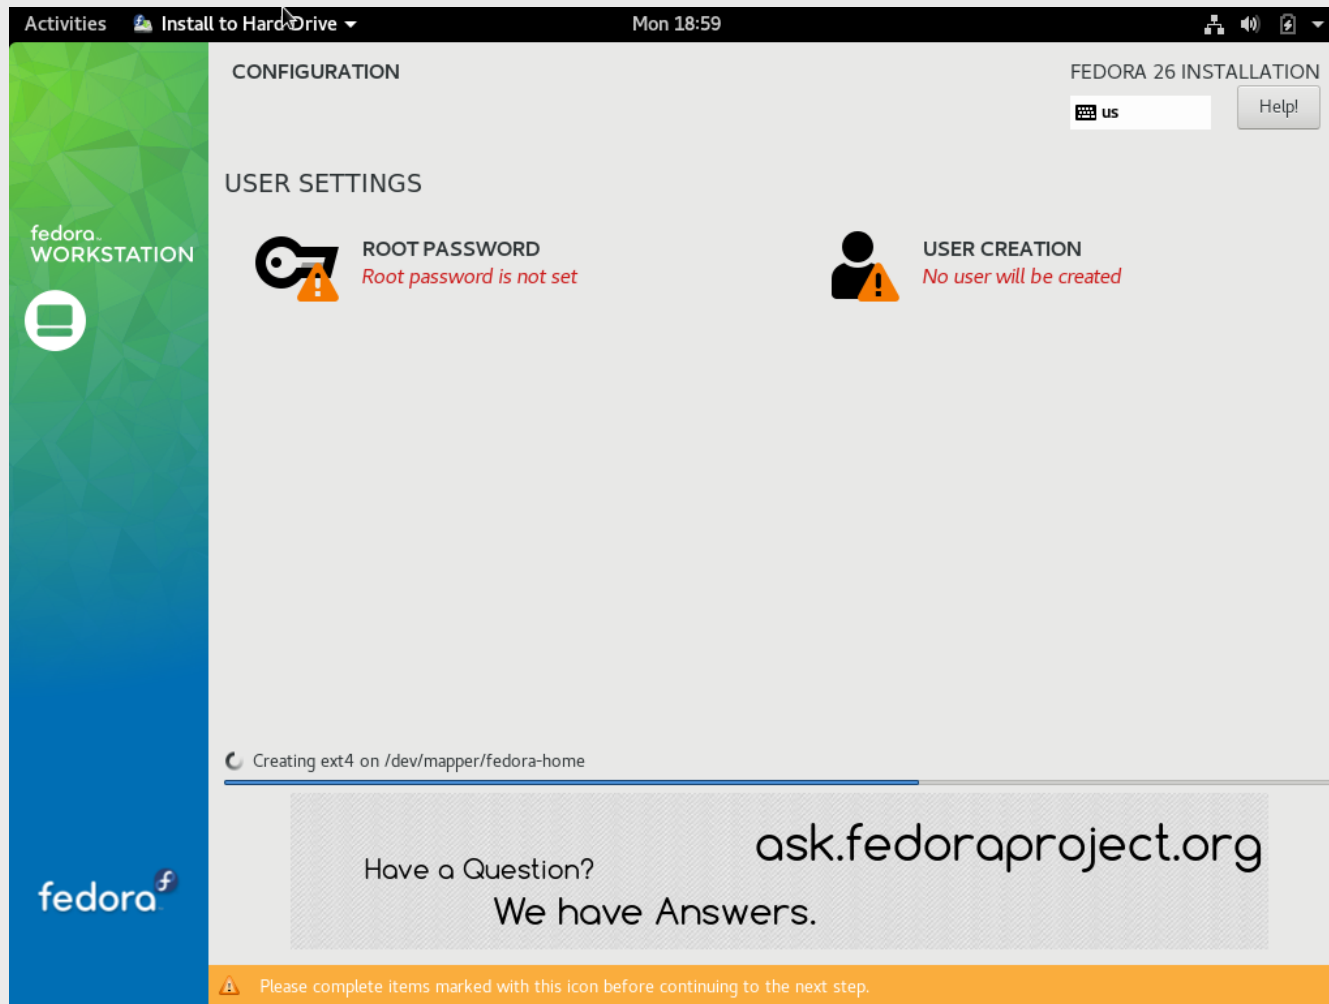 Activities Install to Hard Drive Mon 18:59
CONFIGURATION
FEDORA 26 INSTALLATION
us Help!
USER SETTINGS
fedora
WORKSTATION
ROOT PASSWORD
Root password is not set
USER CREATION
No user will be created
Creating ext4 on /dev/mapper/fedora-home
ask.fedoraproject.org
Have a Question?
We have Answers.
fedora
Please complete items marked with this icon before continuing to the next step.